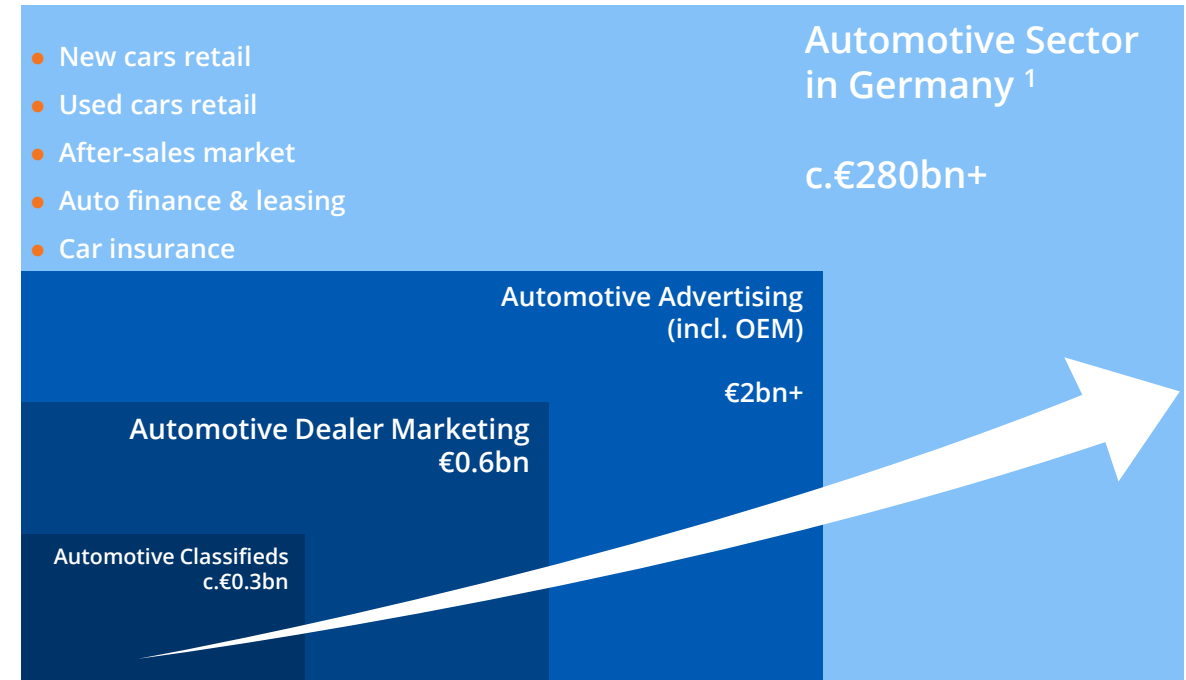 ● New cars retail
● Used cars retail
● After-sales market
● Auto finance & leasing
● Car insurance
Automotive Sector
in Germany ¹
c.€280bn+
Automotive Advertising
(incl. OEM)
€2bn+
Automotive Dealer Marketing
€0.6bn
Automotive Classifieds
c.€0.3bn